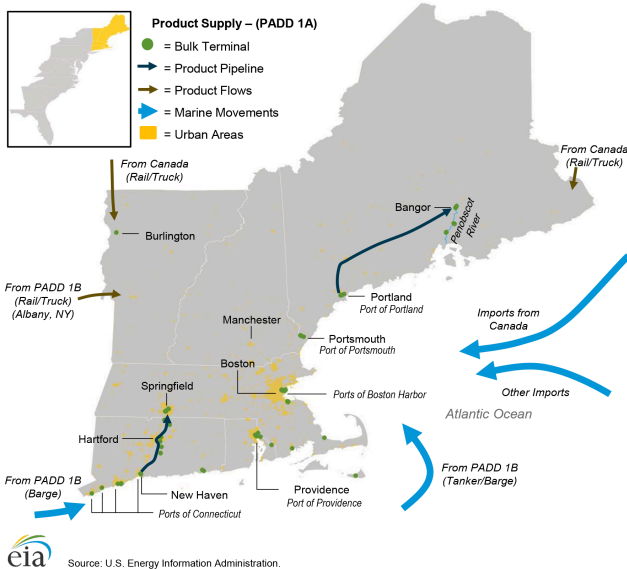 Product Supply – (PADD 1A)
= Bulk Terminal
= Product Pipeline
= Product Flows
= Marine Movements
= Urban Areas
From Canada
(Rail/Truck)
From Canada
(Rail/Truck)
Bangor
Penobscot
River
Burlington
From PADD 1B
(Rail/Truck)
(Albany, NY)
Portland
Port of Portland
Imports from
Canada
Manchester
Portsmouth
Port of Portsmouth
Boston
Springfield
Ports of Boston Harbor
Other Imports
Atlantic Ocean
Hartford
From PADD 1B
(Barge)
From PADD 1B
(Tanker/Barge)
New Haven
Ports of Connecticut
Providence
Port of Providence
eia
Source: U.S. Energy Information Administration.